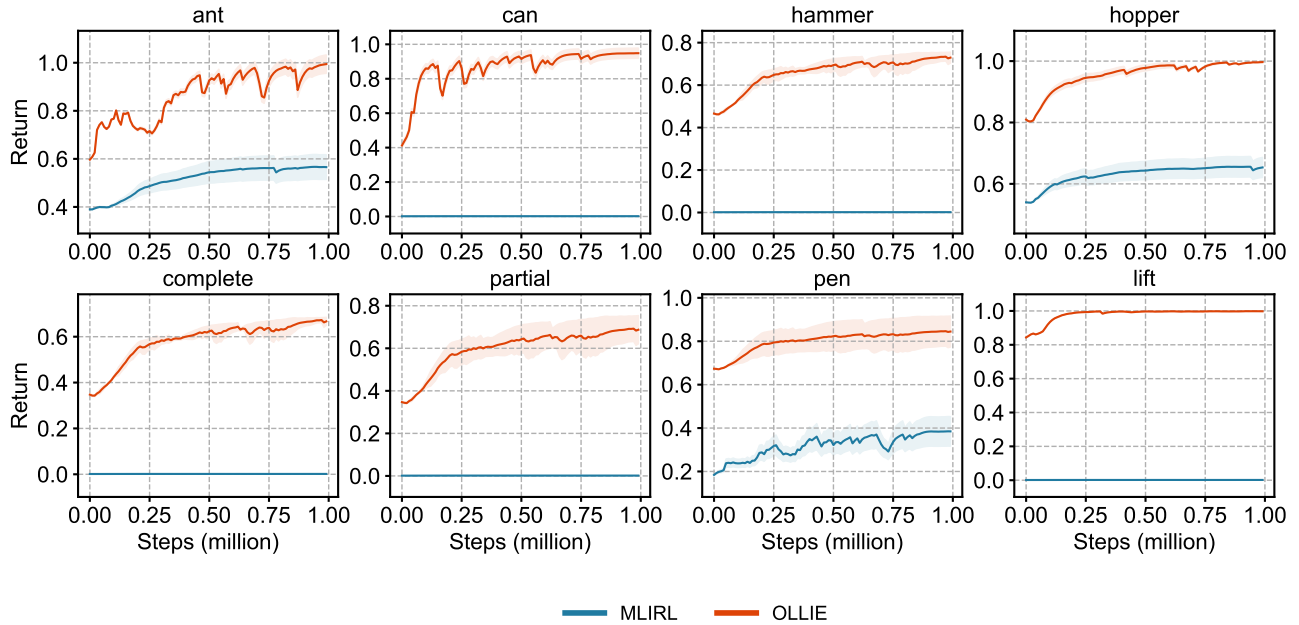 ant can hammer hopper
Return
1.0 0.8 0.6 0.4
1.0 0.8 0.6 0.4 0.2 0.0
0.8 0.6 0.4 0.2 0.0
1.0 0.8 0.6
0.00 0.25 0.50 0.75 1.00 0.00 0.25 0.50 0.75 1.00 0.00 0.25 0.50 0.75 1.00 0.00 0.25 0.50 0.75 1.00
complete partial pen lift
Return
0.6 0.4 0.2 0.0
0.8 0.6 0.4 0.2 0.0
1.0 0.8 0.6 0.4 0.2
1.0 0.8 0.6 0.4 0.2 0.0
0.00 0.25 0.50 0.75 1.00 0.00 0.25 0.50 0.75 1.00 0.00 0.25 0.50 0.75 1.00 0.00 0.25 0.50 0.75 1.00
Steps (million) Steps (million) Steps (million) Steps (million)
MLIRL OLLIE